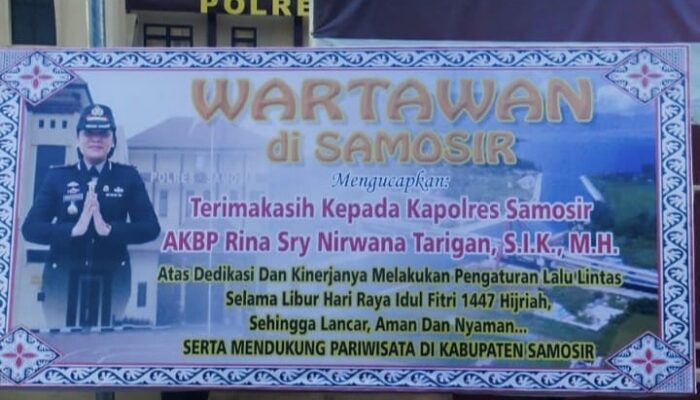 POLRE
WARTAWAN
di SAMOSIR
Mengucapkan:
POLRES SAMOSIR
Terimakasih Kepada Kapolres Samosir
AKBP Rina Sry Nirwana Tarigan, S.I.K., M.H.
Atas Dedikasi Dan Kinerjanya Melakukan Pengaturan Lalu Lintas
Selama Libur Hari Raya Idul Fitri 1447 Hijriah,
Sehingga Lancar, Aman Dan Nyaman...
SERTA MENDUKUNG PARIWISATA DI KABUPATEN SAMOSIR